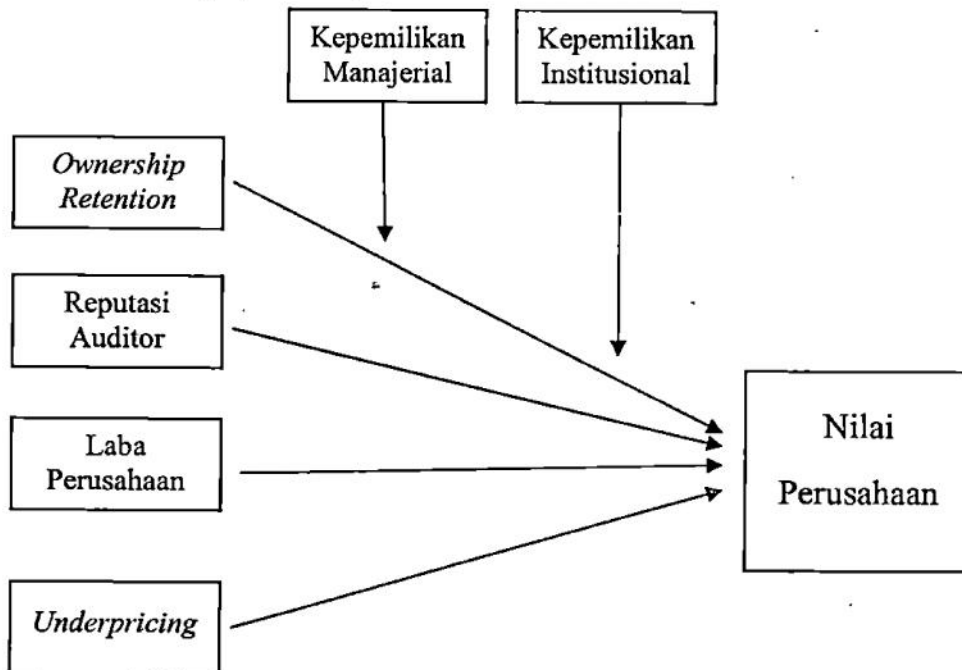 Kepemilikan
Manajerial
Kepemilikan
Institusional
Ownership
Retention
Reputasi
Auditor
Laba
Perusahaan
Underpricing
Nilai
Perusahaan